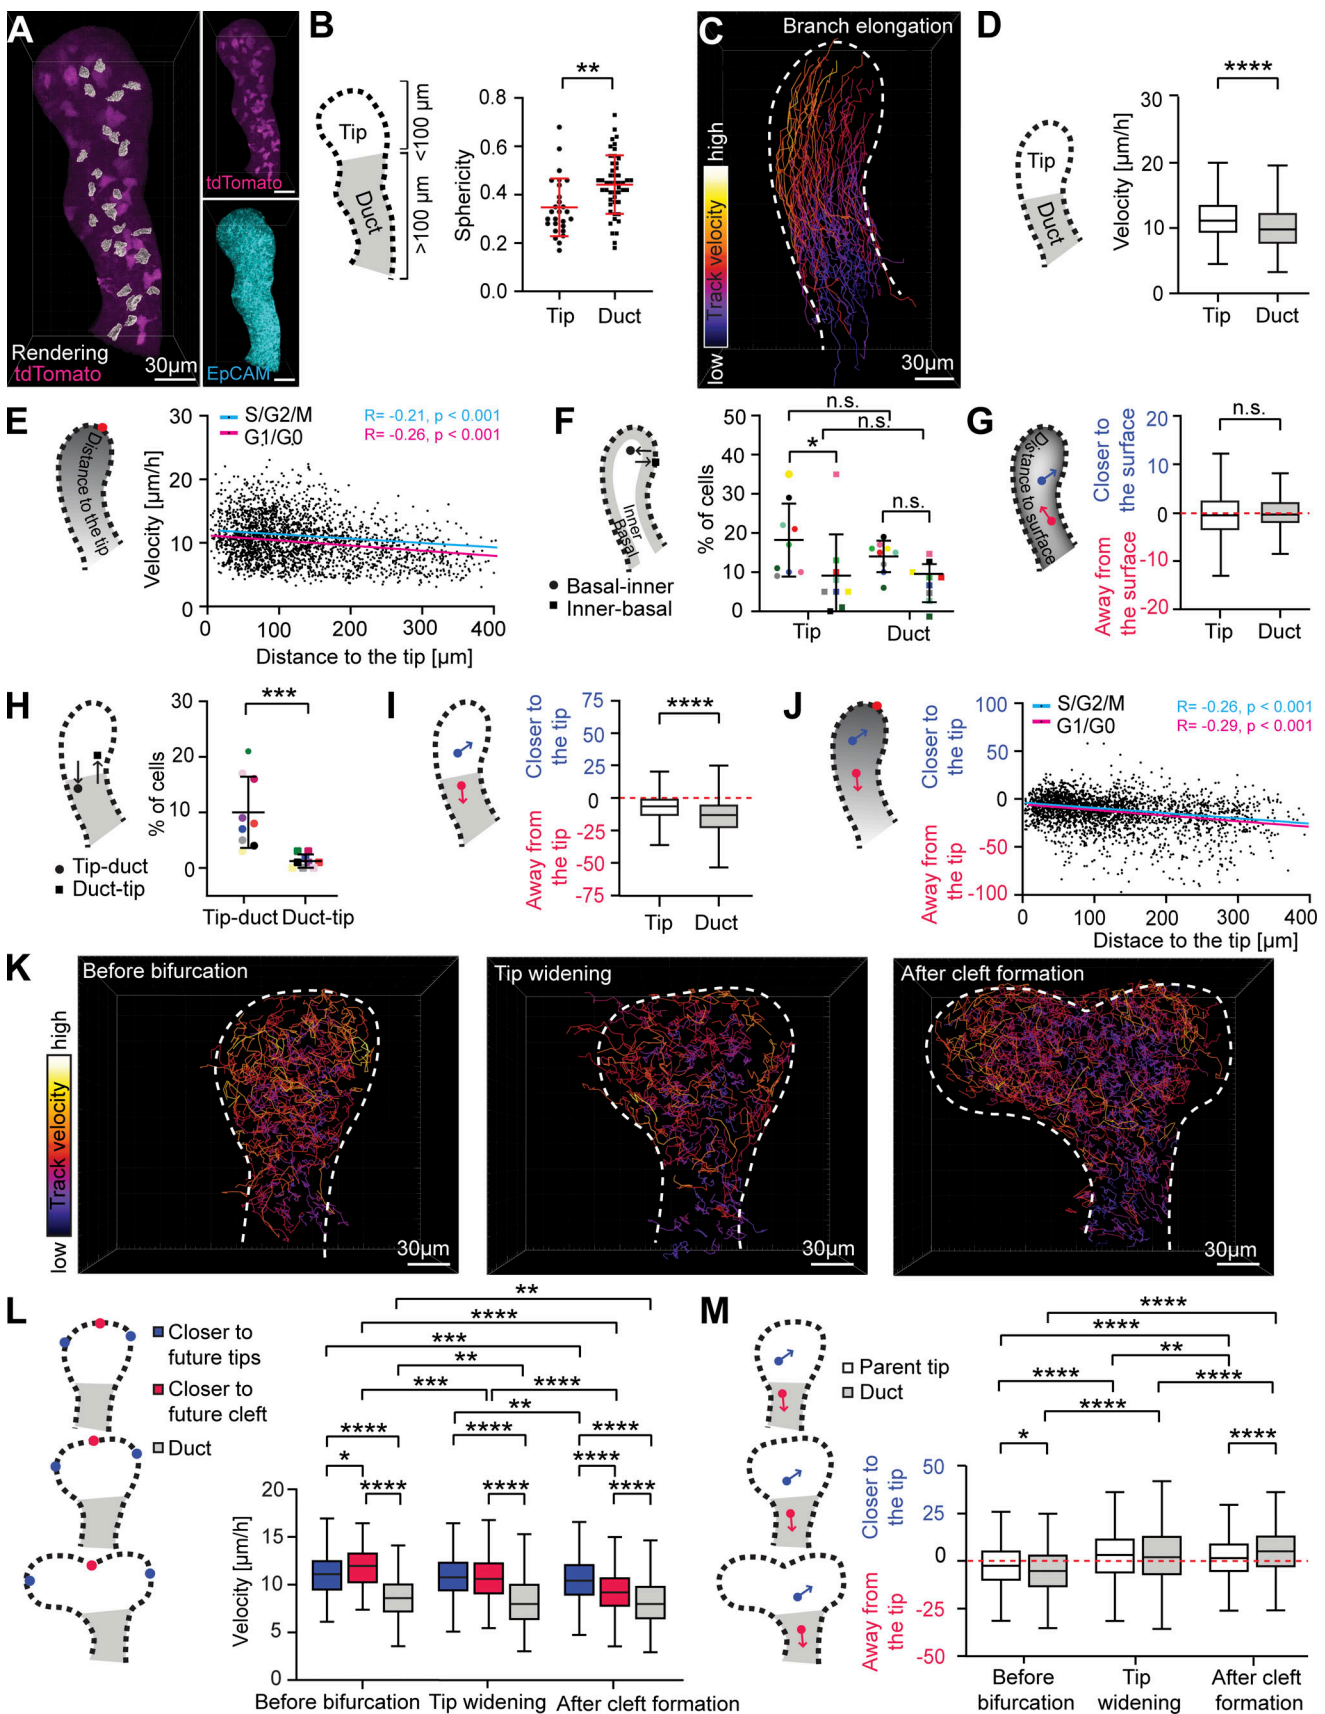 A
Rendering
tdTomato
30µm
tdTomato
EpCAM
B
Tip
Duct
<100 µm
>100 µm
Sphericity
**
0.8
0.6
0.4
0.2
0.0
Tip Duct
C
Branch elongation
high
Track velocity
low
30µm
D
Tip
Duct
Velocity [µm/h]
****
30
20
10
0
Tip Duct
E
Distance to the tip
Velocity [µm/h]
S/G2/M R= -0.21, p < 0.001
G1/G0 R= -0.26, p < 0.001
30
20
10
0
0 100 200 300 400
Distance to the tip [µm]
F
Inner
Basal
Basal-inner
Inner-basal
% of cells
n.s.
n.s.
*
n.s.
50
40
30
20
10
0
Tip Duct
G
Distance to surface
Closer to
the surface
Away from
the surface
n.s.
20
10
0
-10
-20
Tip Duct
H
Tip-duct
Duct-tip
% of cells
***
30
20
10
0
Tip-duct Duct-tip
I
Closer to
the tip
Away from
the tip
****
75
50
25
0
-25
-50
-75
Tip Duct
J
Closer to
the tip
Away from
the tip
S/G2/M R= -0.26, p < 0.001
G1/G0 R= -0.29, p < 0.001
100
50
0
-50
-100
0 100 200 300 400
Distace to the tip [µm]
K
high
Track velocity
low
Before bifurcation
30µm
Tip widening
30µm
After cleft formation
30µm
L
Closer to
future tips
Closer to
future cleft
Duct
**
****
***
**
*** ****
**
**** **** ****
* ****
**** **** ****
Velocity [µm/h]
20
15
10
5
0
Before bifurcation Tip widening After cleft formation
M
Parent tip
Duct
****
****
**
**** ****
****
* ****
Closer to
the tip
Away from
the tip
50
25
0
-25
-50
Before
bifurcation
Tip
widening
After cleft
formation